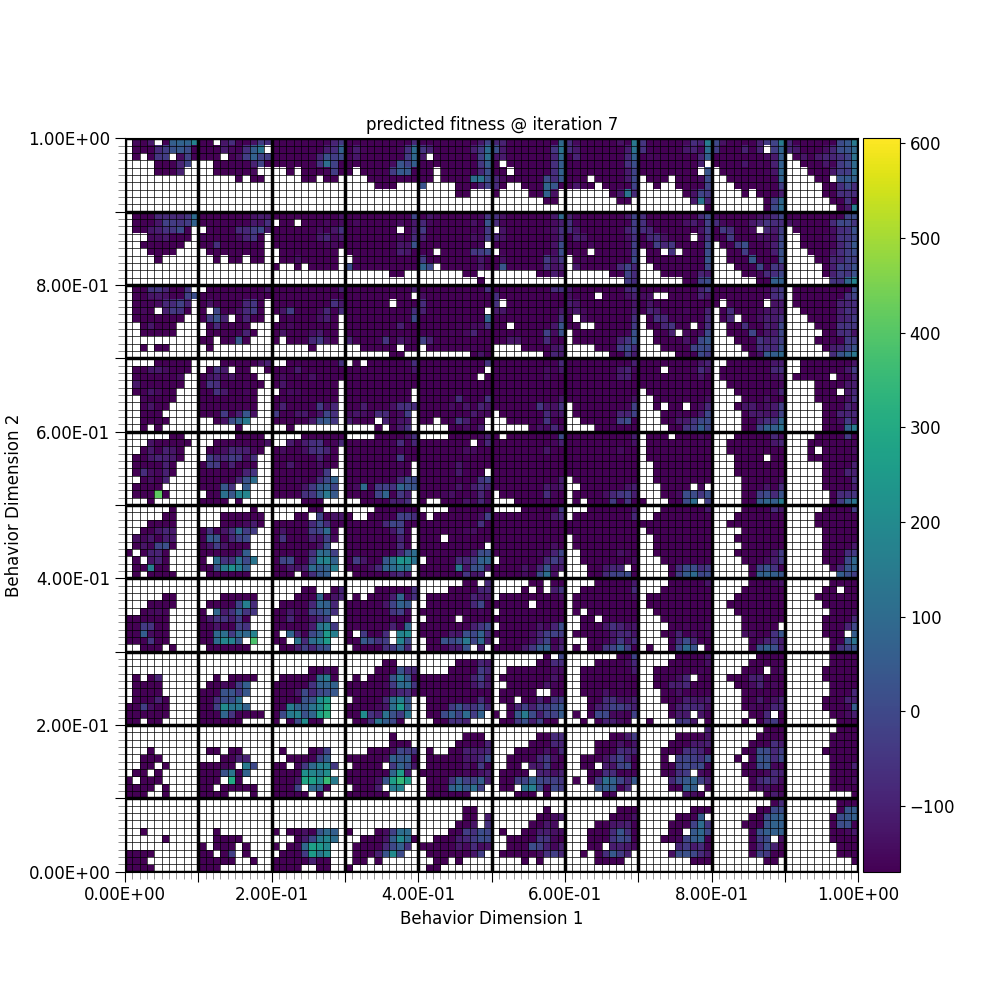 predicted fitness @ iteration 7
1.00E+00
8.00E-01
6.00E-01
4.00E-01
2.00E-01
0.00E+00
Behavior Dimension 2
0.00E+00 2.00E-01 4.00E-01 6.00E-01 8.00E-01 1.00E+00
Behavior Dimension 1
600
500
400
300
200
100
0
−100